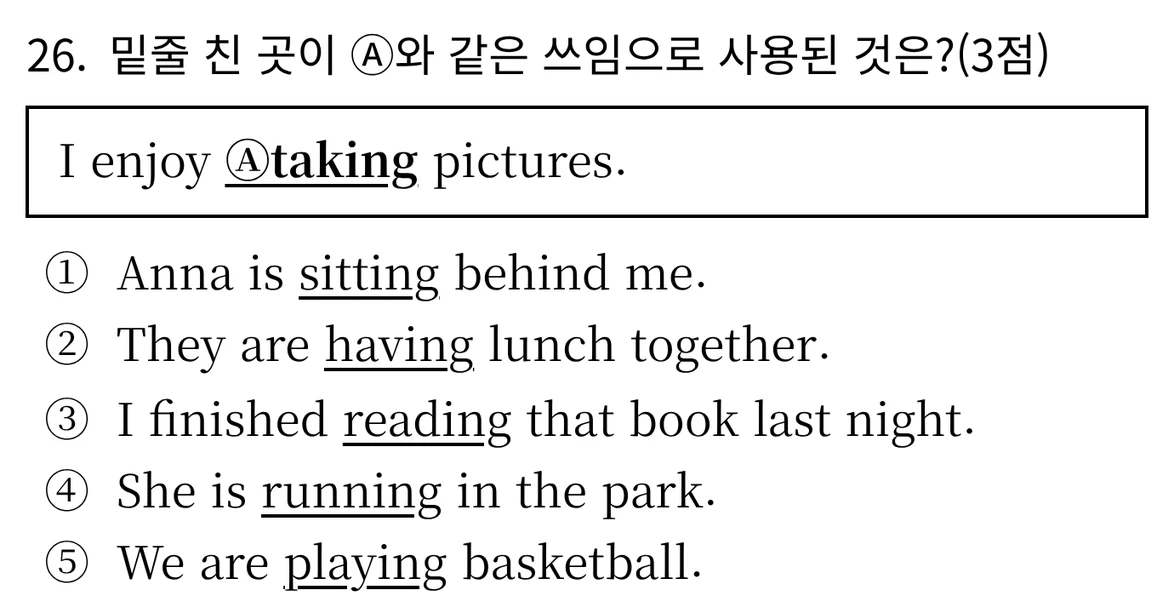 26. 밑줄 친 곳이 Ⓐ와 같은 쓰임으로 사용된 것은?(3점)
I enjoy Ⓐtaking pictures.
① Anna is sitting behind me.
② They are having lunch together.
③ I finished reading that book last night.
④ She is running in the park.
⑤ We are playing basketball.